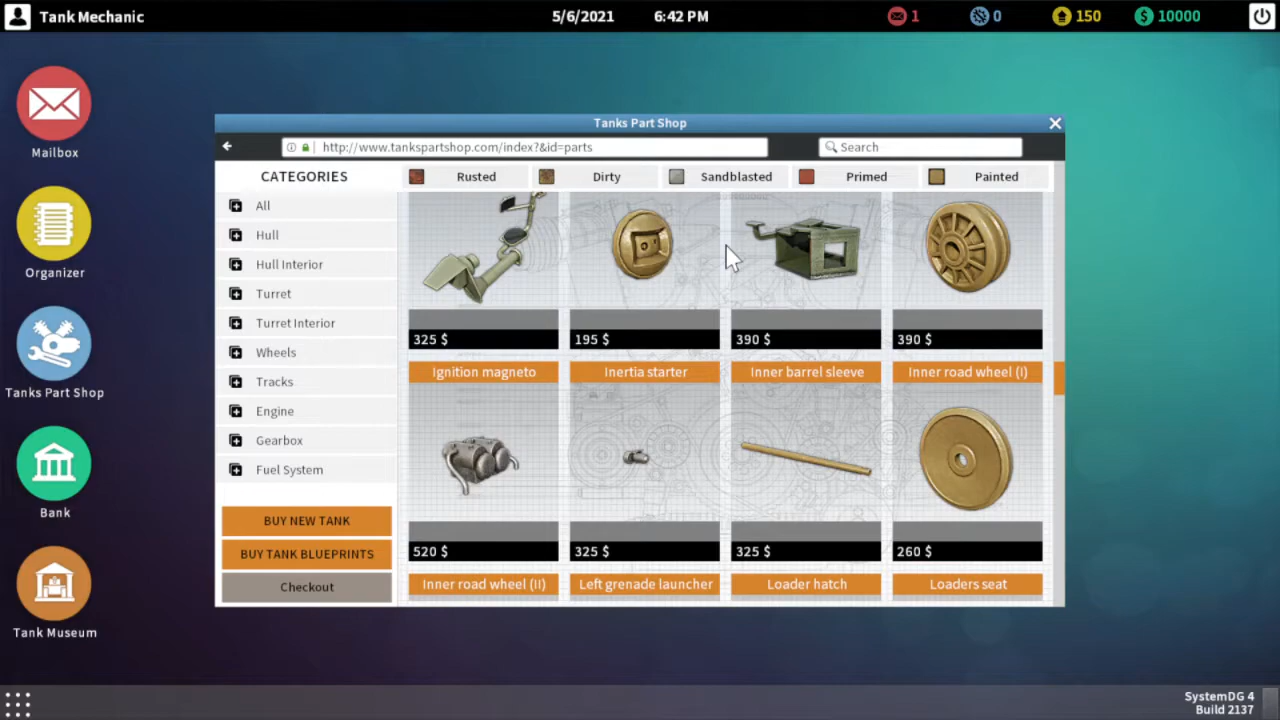 Tank Mechanic
5/6/2021
6:42 PM
1
0
150
10000
Mailbox
Organizer
Tanks Part Shop
Bank
Tank Museum
Tanks Part Shop
http://www.tankspartshop.com/index?&id=parts
Search
CATEGORIES
Rusted
Dirty
Sandblasted
Primed
Painted
All
Hull
Hull Interior
Turret
Turret Interior
Wheels
Tracks
Engine
Gearbox
Fuel System
BUY NEW TANK
BUY TANK BLUEPRINTS
Checkout
325 $
195 $
390 $
390 $
Ignition magneto
Inertia starter
Inner barrel sleeve
Inner road wheel (I)
520 $
325 $
325 $
260 $
Inner road wheel (II)
Left grenade launcher
Loader hatch
Loaders seat
SystemDG 4
Build 2137